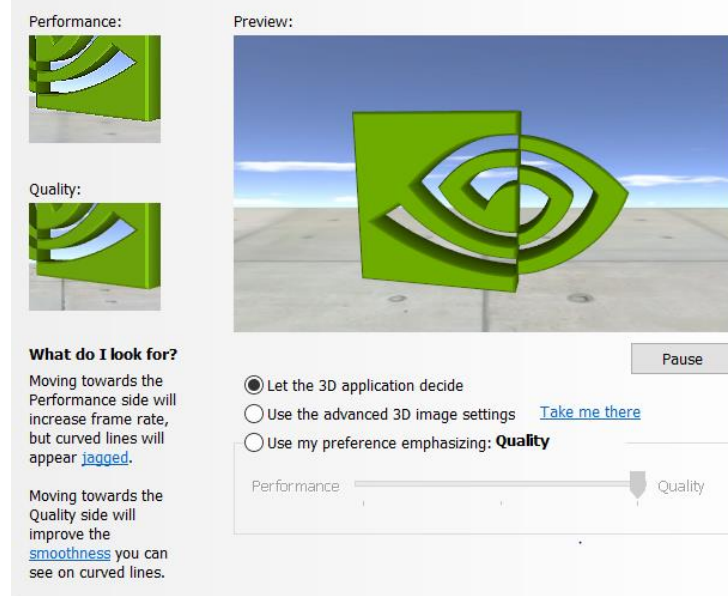 Performance:
Preview:
Quality:
What do I look for?
Moving towards the
Performance side will
increase frame rate,
but curved lines will
appear jagged.
Moving towards the
Quality side will
improve the
smoothness you can
see on curved lines.
Pause
Let the 3D application decide
Use the advanced 3D image settings Take me there
Use my preference emphasizing: Quality
Performance Quality